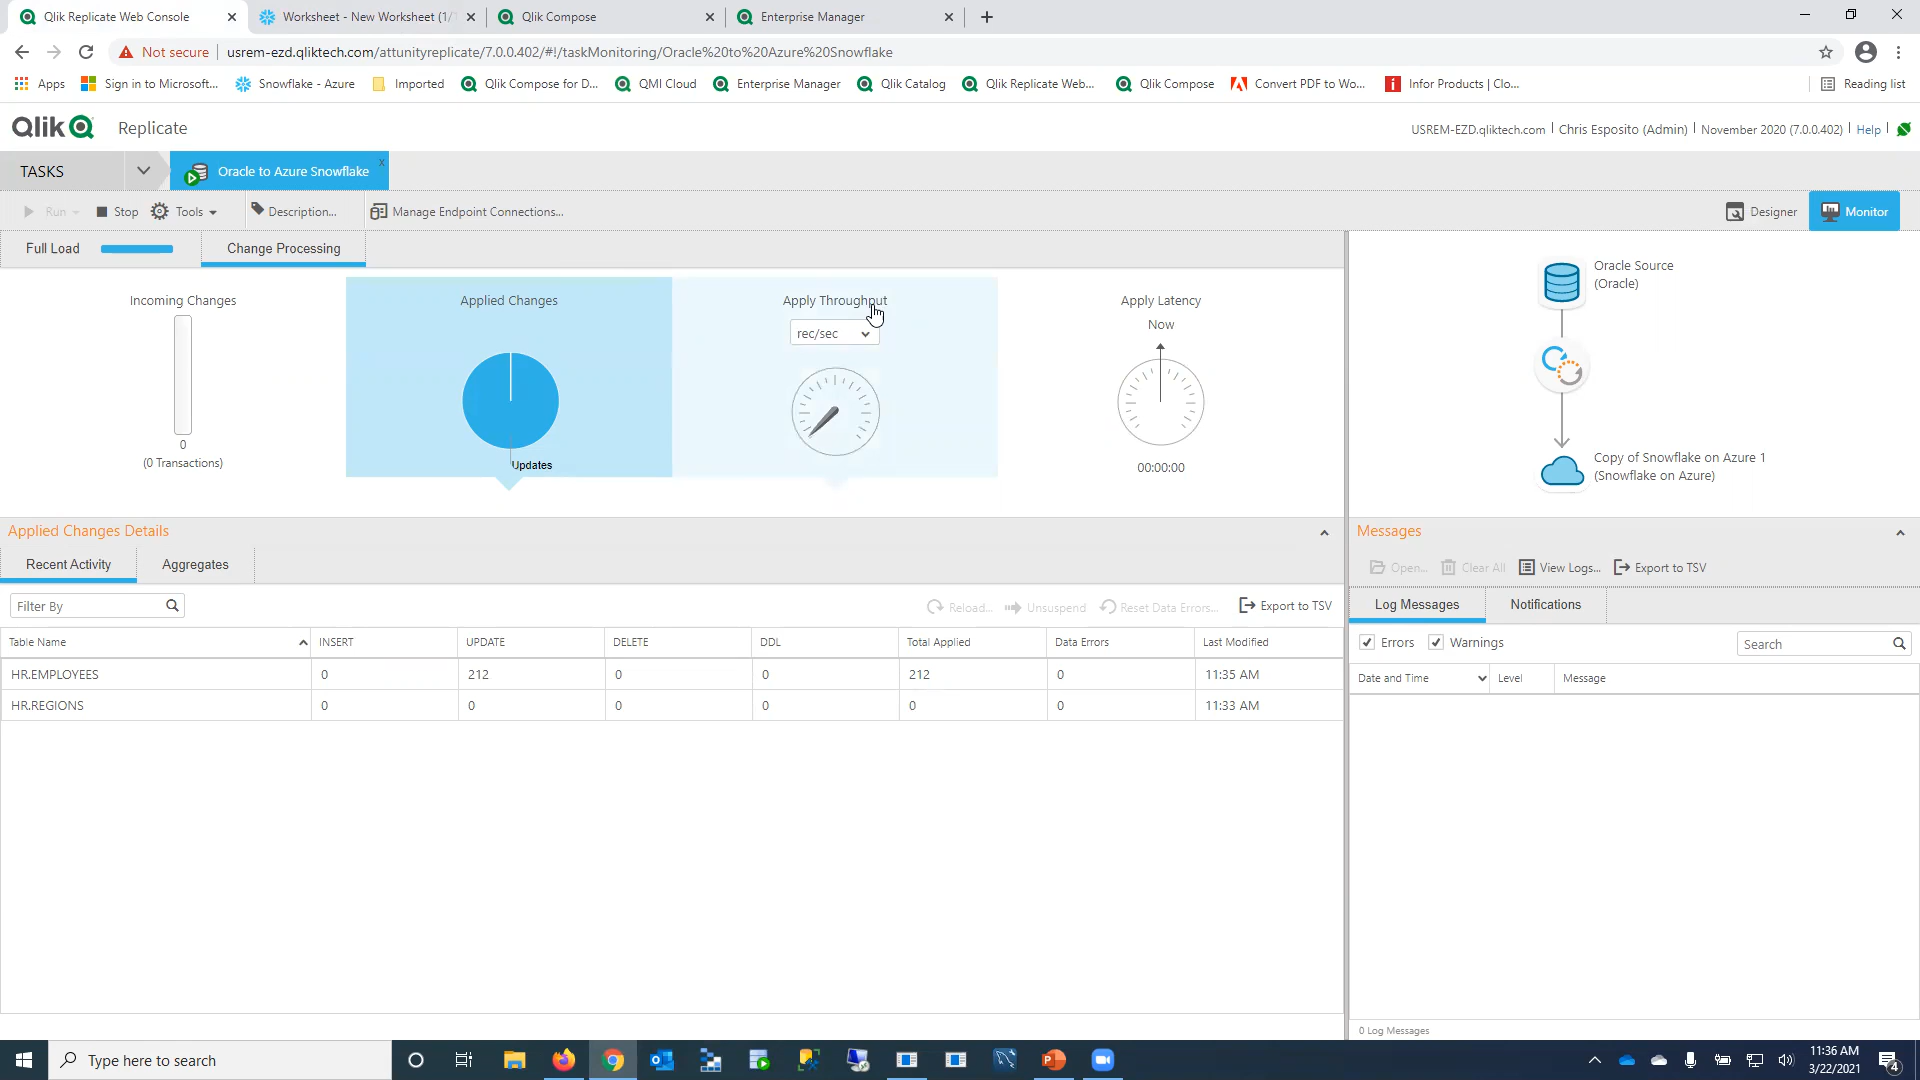 Qlik Replicate Web Console
Worksheet - New Worksheet (1/
Qlik Compose
Enterprise Manager
Not secure
usrem-ezd.qliktech.com/attunityreplicate/7.0.0.402/#!/taskMonitoring/Oracle%20to%20Azure%20Snowflake
Apps
Sign in to Microsoft...
Snowflake - Azure
Imported
Qlik Compose for D...
QMI Cloud
Enterprise Manager
Qlik Catalog
Qlik Replicate Web...
Qlik Compose
Convert PDF to Wo...
Infor Products | Clo...
Reading list
Qlik
Replicate
USREM-EZD.qliktech.com
Chris Esposito (Admin)
November 2020 (7.0.0.402)
Help
TASKS
Oracle to Azure Snowflake
x
Run
Stop
Tools
Description...
Manage Endpoint Connections...
Designer
Monitor
Full Load
Change Processing
Incoming Changes
0
(0 Transactions)
Applied Changes
Updates
Apply Throughput
rec/sec
Apply Latency
Now
00:00:00
Oracle Source
(Oracle)
Copy of Snowflake on Azure 1
(Snowflake on Azure)
Applied Changes Details
Recent Activity
Aggregates
Filter By
Reload...
Unsuspend
Reset Data Errors...
Export to TSV
Table Name INSERT UPDATE DELETE DDL Total Applied Data Errors Last Modified
HR.EMPLOYEES 0 212 0 0 212 0 11:35 AM
HR.REGIONS 0 0 0 0 0 0 11:33 AM
Messages
Open...
Clear All
View Logs...
Export to TSV
Log Messages
Notifications
Errors
Warnings
Search
Date and Time Level Message
0 Log Messages
Type here to search
11:36 AM
3/22/2021
4